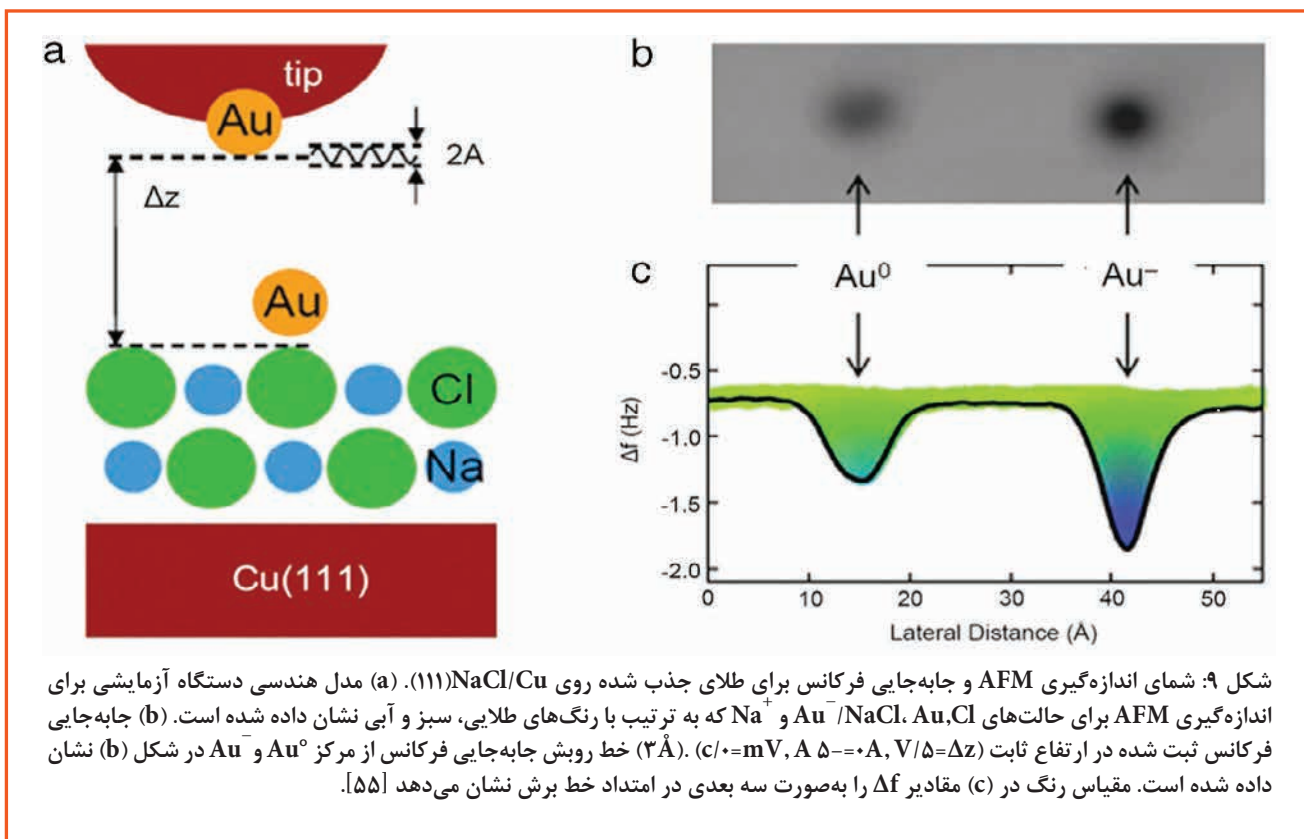 a
tip
Au
2A
Δz
Au
Cl
Na
Cu(111)
b
Au⁰ Au⁻
c
Δf (Hz)
-0.5
-1.0
-1.5
-2.0
0 10 20 30 40 50
Lateral Distance (Å)
شکل ۹: شمای اندازه‌گیری AFM و جابه‌جایی فرکانس برای طلای جذب شده روی NaCl/Cu(۱۱۱). (a) مدل هندسی دستگاه آزمایشی برای
اندازه‌گیری AFM برای حالت‌های Au⁻/NaCl، Au,Cl و Na⁺ که به ترتیب با رنگ‌های طلایی، سبز و آبی نشان داده شده است. (b) جابه‌جایی
فرکانس ثبت شده در ارتفاع ثابت (c/۰=mV, A ۵-=۰A, V/۵=Δz). (۳Å) خط روبش جابه‌جایی فرکانس از مرکز Au⁰ و Au⁻ در شکل (b) نشان
داده شده است. مقیاس رنگ در (c) مقادیر Δf را به‌صورت سه بعدی در امتداد خط برش نشان می‌دهد [۵۵].